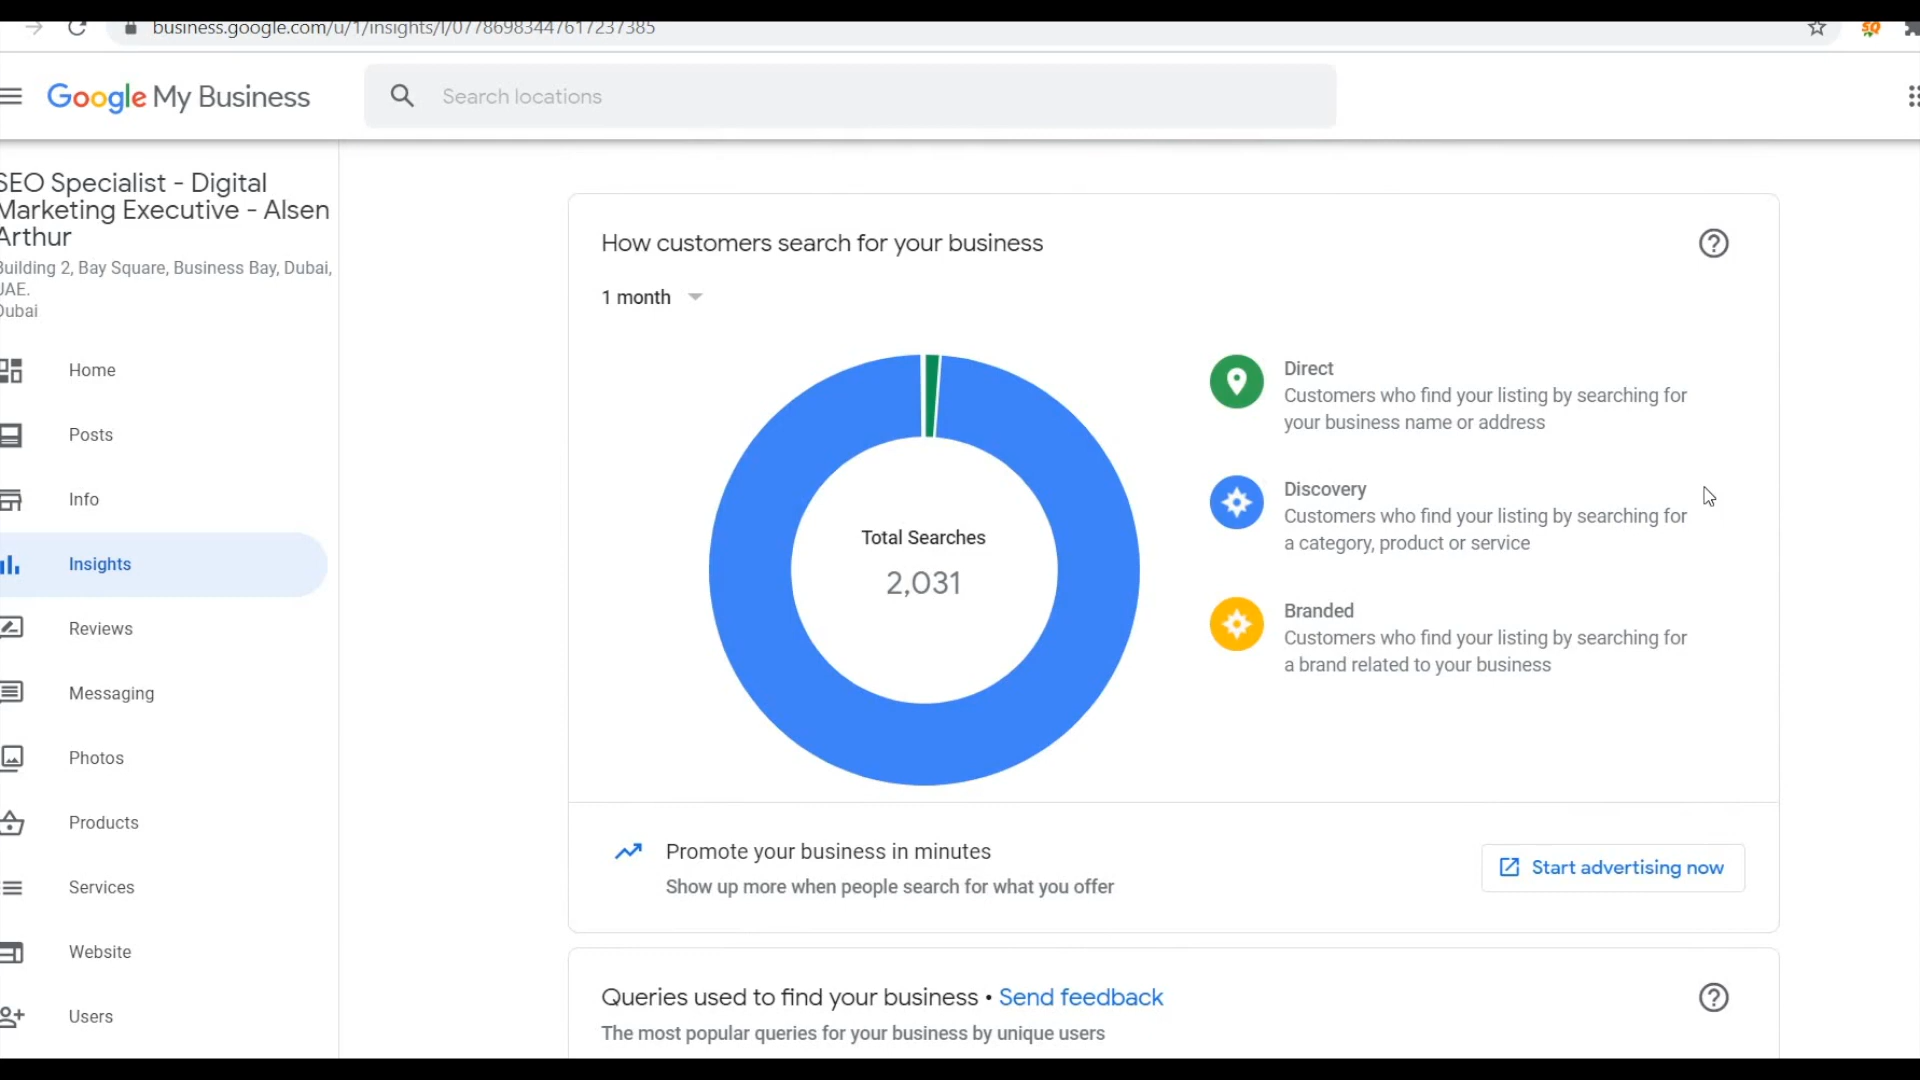 business.google.com/u/1/insights/l/07786983447617237385
Google My Business
Search locations
SEO Specialist - Digital
Marketing Executive - Alsen
Arthur
Building 2, Bay Square, Business Bay, Dubai,
UAE.
Dubai
Home
Posts
Info
Insights
Reviews
Messaging
Photos
Products
Services
Website
Users
How customers search for your business
1 month
Total Searches
2,031
Direct
Customers who find your listing by searching for
your business name or address
Discovery
Customers who find your listing by searching for
a category, product or service
Branded
Customers who find your listing by searching for
a brand related to your business
Promote your business in minutes
Show up more when people search for what you offer
Start advertising now
Queries used to find your business • Send feedback
The most popular queries for your business by unique users